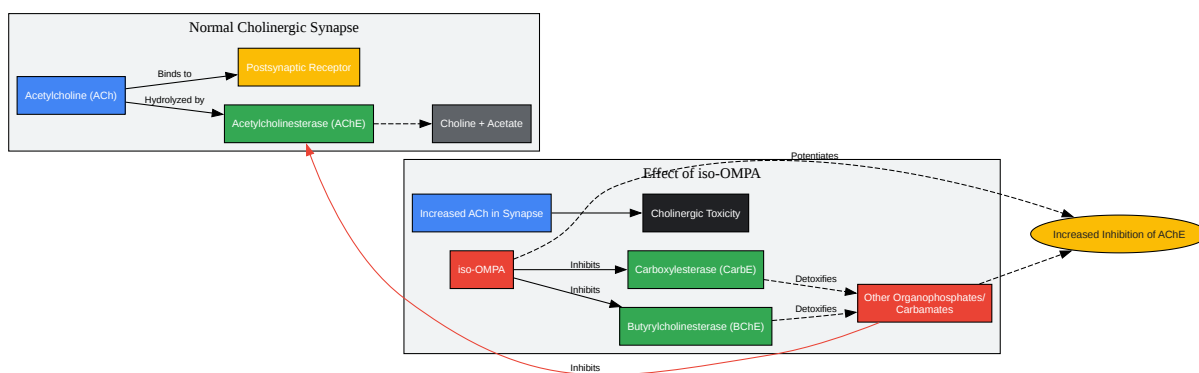 Normal Cholinergic Synapse
Acetylcholine (ACh)
Binds to
Postsynaptic Receptor
Hydrolyzed by
Acetylcholinesterase (AChE)
Choline + Acetate
Potentiates
Effect of iso-OMPA
Increased ACh in Synapse
Cholinergic Toxicity
Increased Inhibition of AChE
iso-OMPA
Inhibits
Carboxylesterase (CarbE)
Detoxifies
Inhibits
Butyrylcholinesterase (BChE)
Detoxifies
Other Organophosphates/
Carbamates
Inhibits